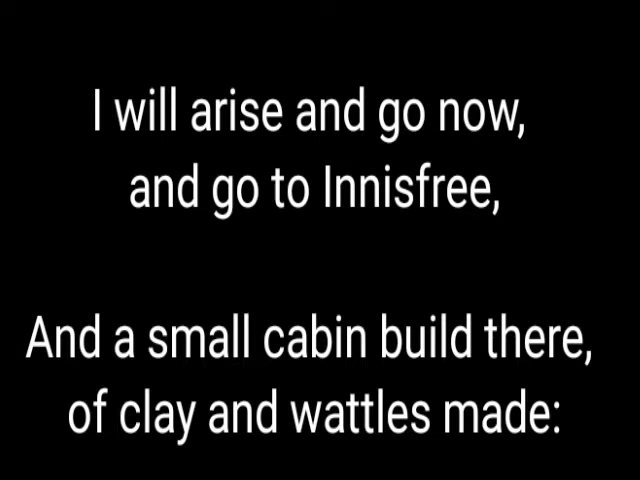 I will arise and go now,
and go to Innisfree,
And a small cabin build there,
of clay and wattles made: